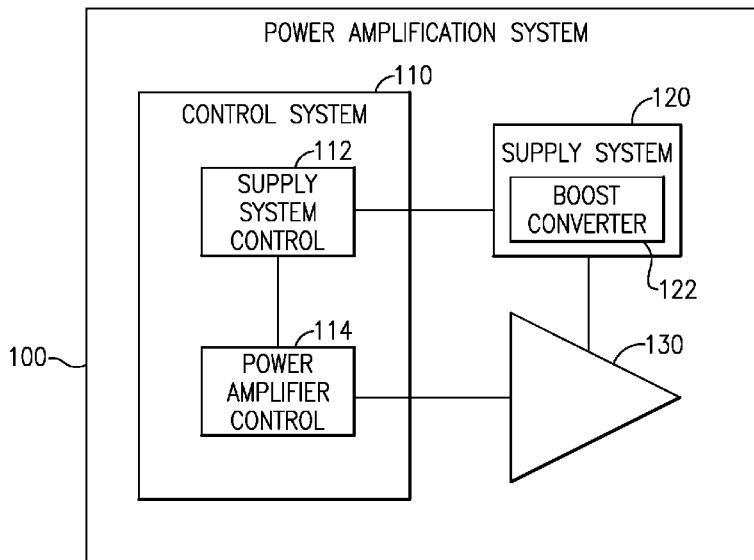 POWER AMPLIFICATION SYSTEM
110
CONTROL SYSTEM
112
SUPPLY
SYSTEM
CONTROL
120
SUPPLY SYSTEM
BOOST
CONVERTER
122
114
POWER
AMPLIFIER
CONTROL
130
100